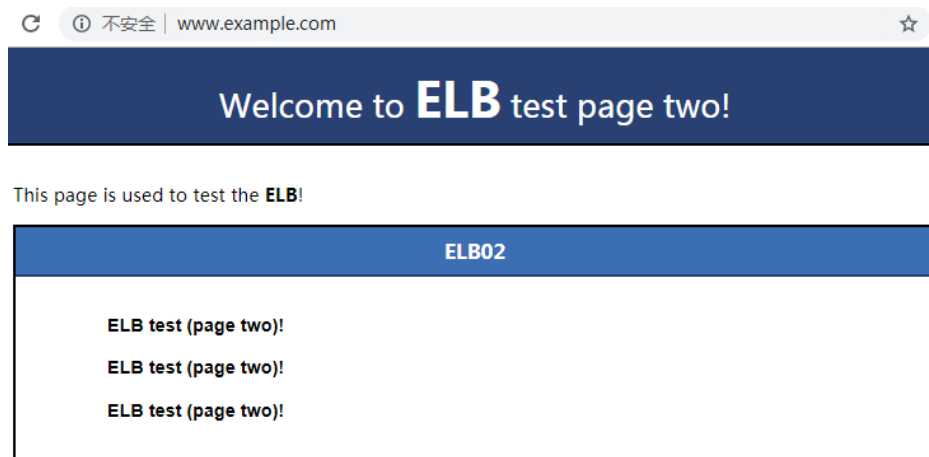 不安全 www.example.com
Welcome to ELB test page two!
This page is used to test the ELB!
ELB02
ELB test (page two)!
ELB test (page two)!
ELB test (page two)!